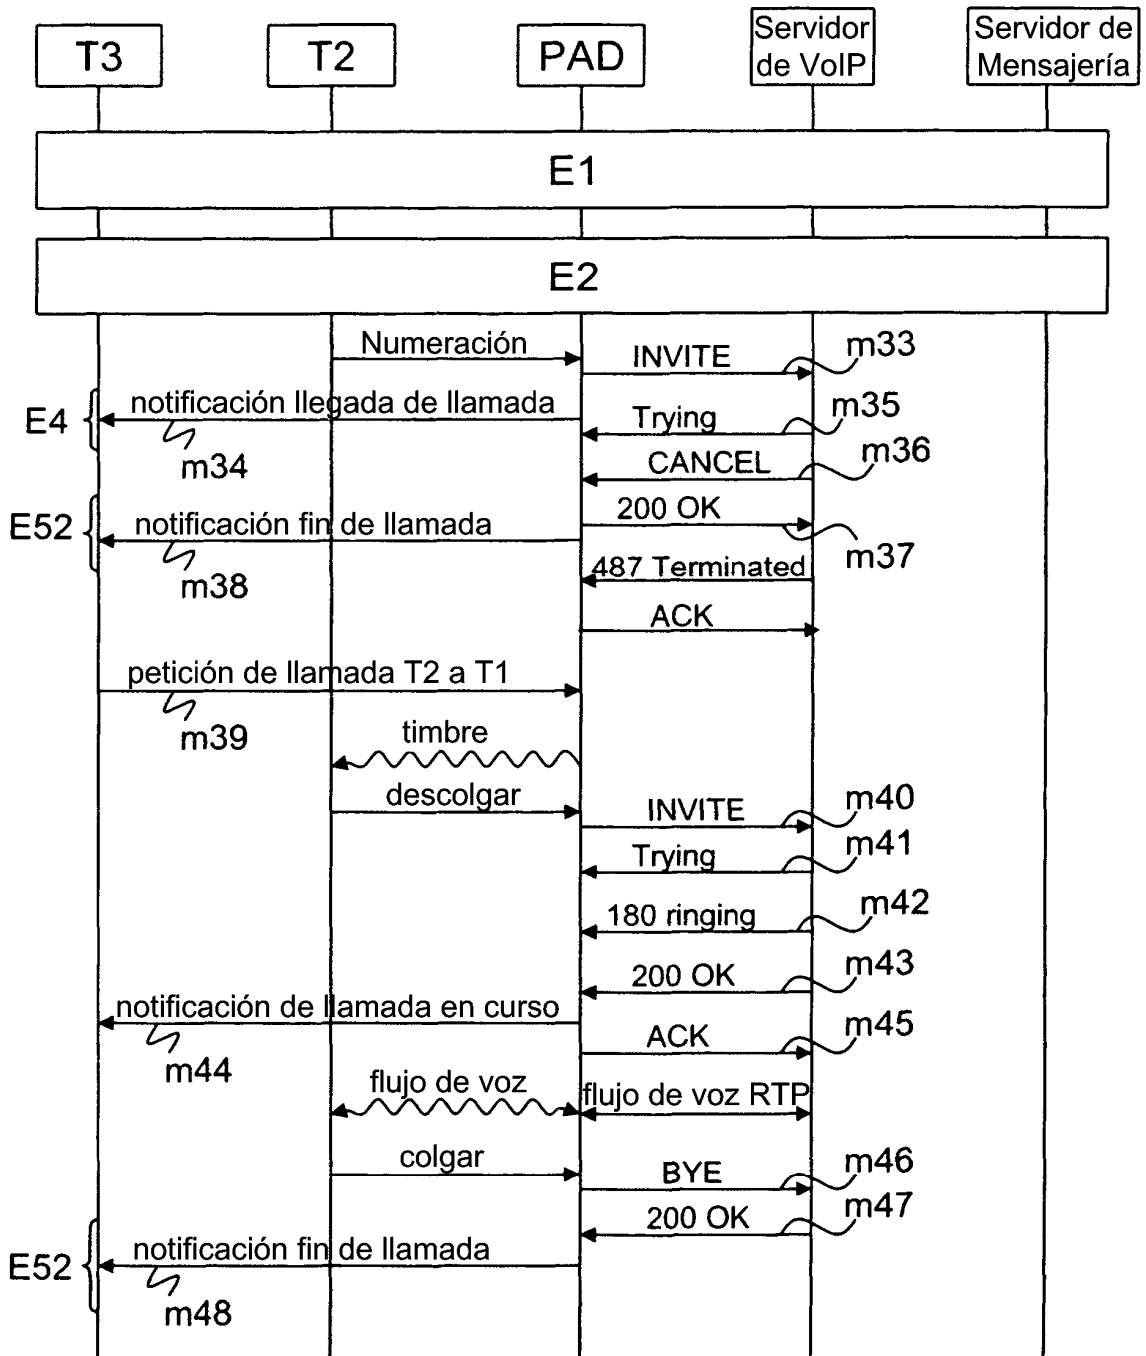 T3
T2
PAD
Servidor
de VoIP
Servidor de
Mensajería
E1
E2
Numeración
INVITE
m33
E4
notificación llegada de llamada
m34
Trying
m35
CANCEL
m36
E52
200 OK
m37
notificación fin de llamada
m38
487 Terminated
ACK
petición de llamada T2 a T1
m39
timbre
descolgar
INVITE
m40
Trying
m41
180 ringing
m42
200 OK
m43
notificación de llamada en curso
m44
ACK
m45
flujo de voz
flujo de voz RTP
colgar
BYE
m46
200 OK
m47
E52
notificación fin de llamada
m48